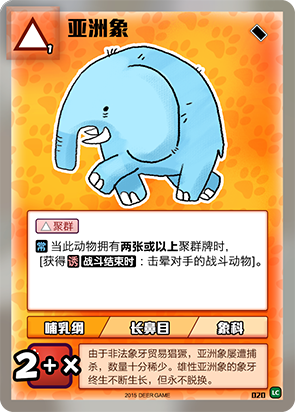 亚洲象
1
△聚群
常 当此动物拥有两张或以上聚群牌时,
[获得 诱 战斗结束时:击晕对手的战斗动物]。
哺乳纲 长鼻目 象科
2+×
由于非法象牙贸易猖獗,亚洲象屡遭捕
杀,数量十分稀少。雄性亚洲象的象牙
终生不断生长,但永不脱换。
2015 DEER GAME
020 LC